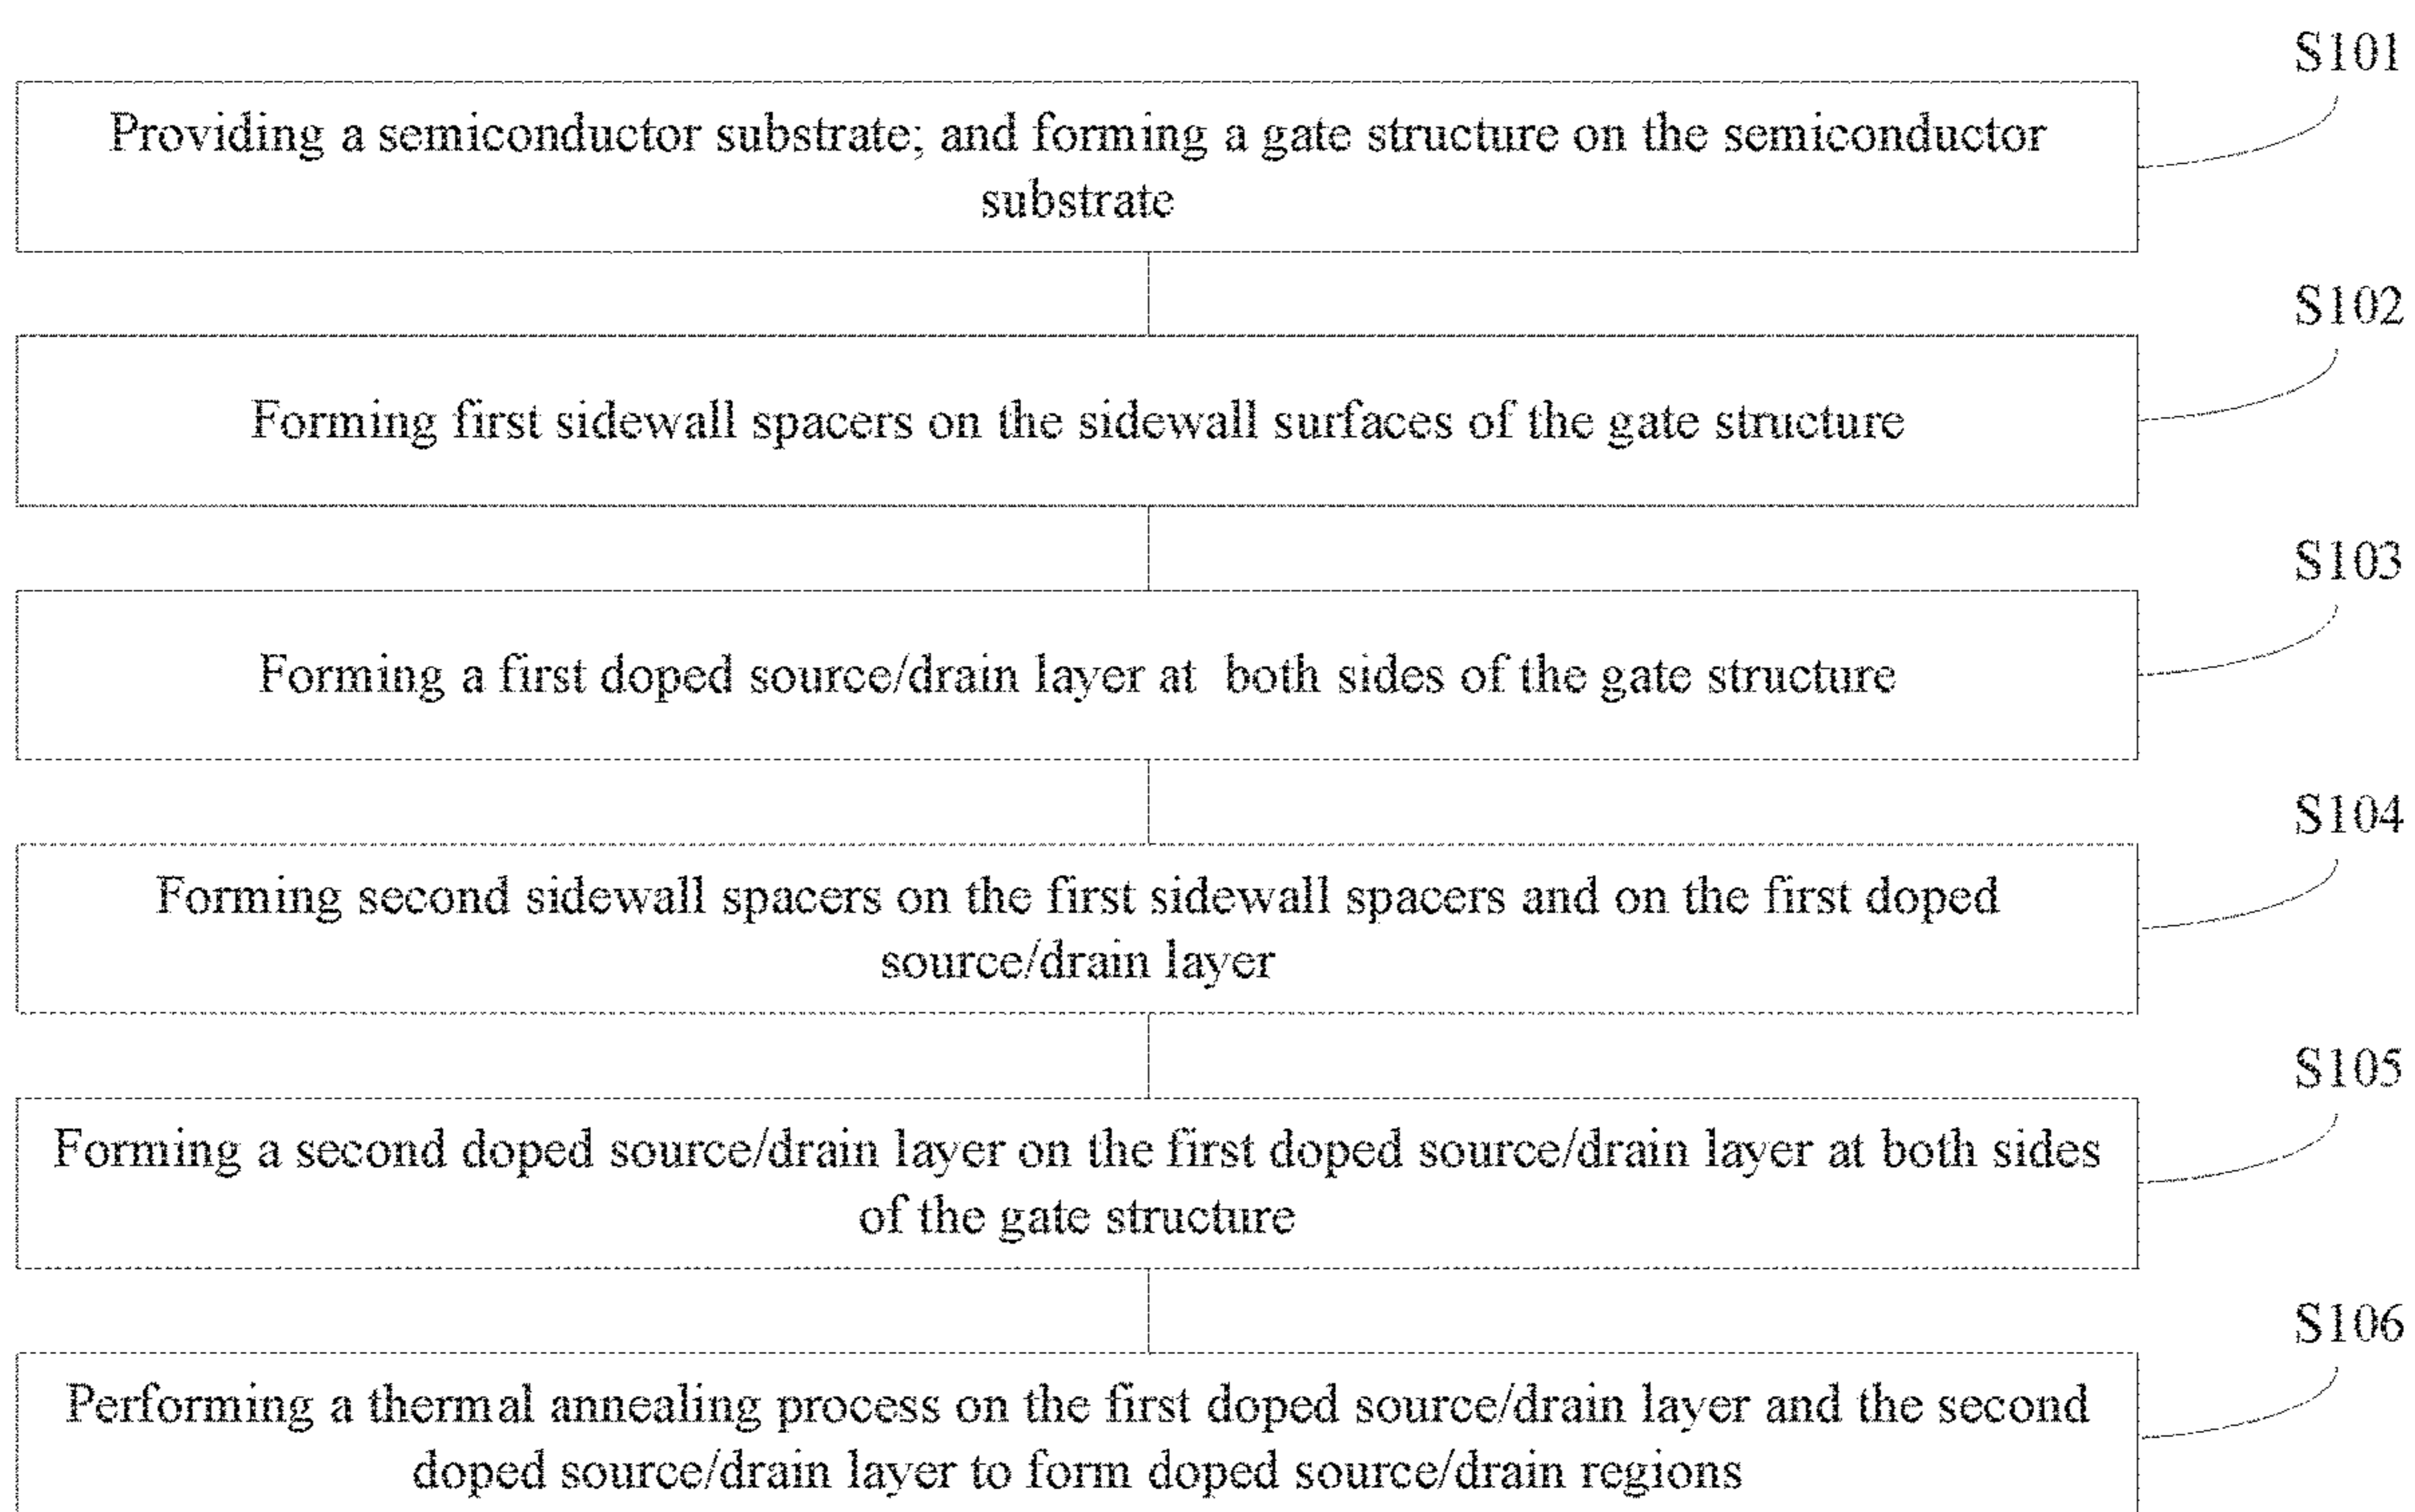 S101
Providing a semiconductor substrate; and forming a gate structure on the semiconductor
substrate
S102
Forming first sidewall spacers on the sidewall surfaces of the gate structure
S103
Forming a first doped source/drain layer at both sides of the gate structure
S104
Forming second sidewall spacers on the first sidewall spacers and on the first doped
source/drain layer
S105
Forming a second doped source/drain layer on the first doped source/drain layer at both sides
of the gate structure
S106
Performing a thermal annealing process on the first doped source/drain layer and the second
doped source/drain layer to form doped source/drain regions